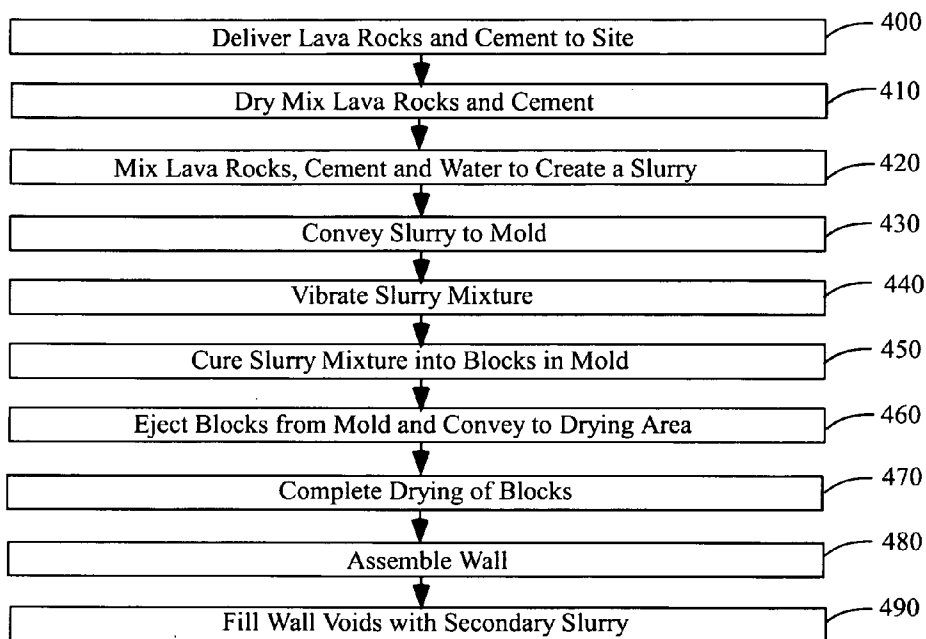 Deliver Lava Rocks and Cement to Site 400
Dry Mix Lava Rocks and Cement 410
Mix Lava Rocks, Cement and Water to Create a Slurry 420
Convey Slurry to Mold 430
Vibrate Slurry Mixture 440
Cure Slurry Mixture into Blocks in Mold 450
Eject Blocks from Mold and Convey to Drying Area 460
Complete Drying of Blocks 470
Assemble Wall 480
Fill Wall Voids with Secondary Slurry 490